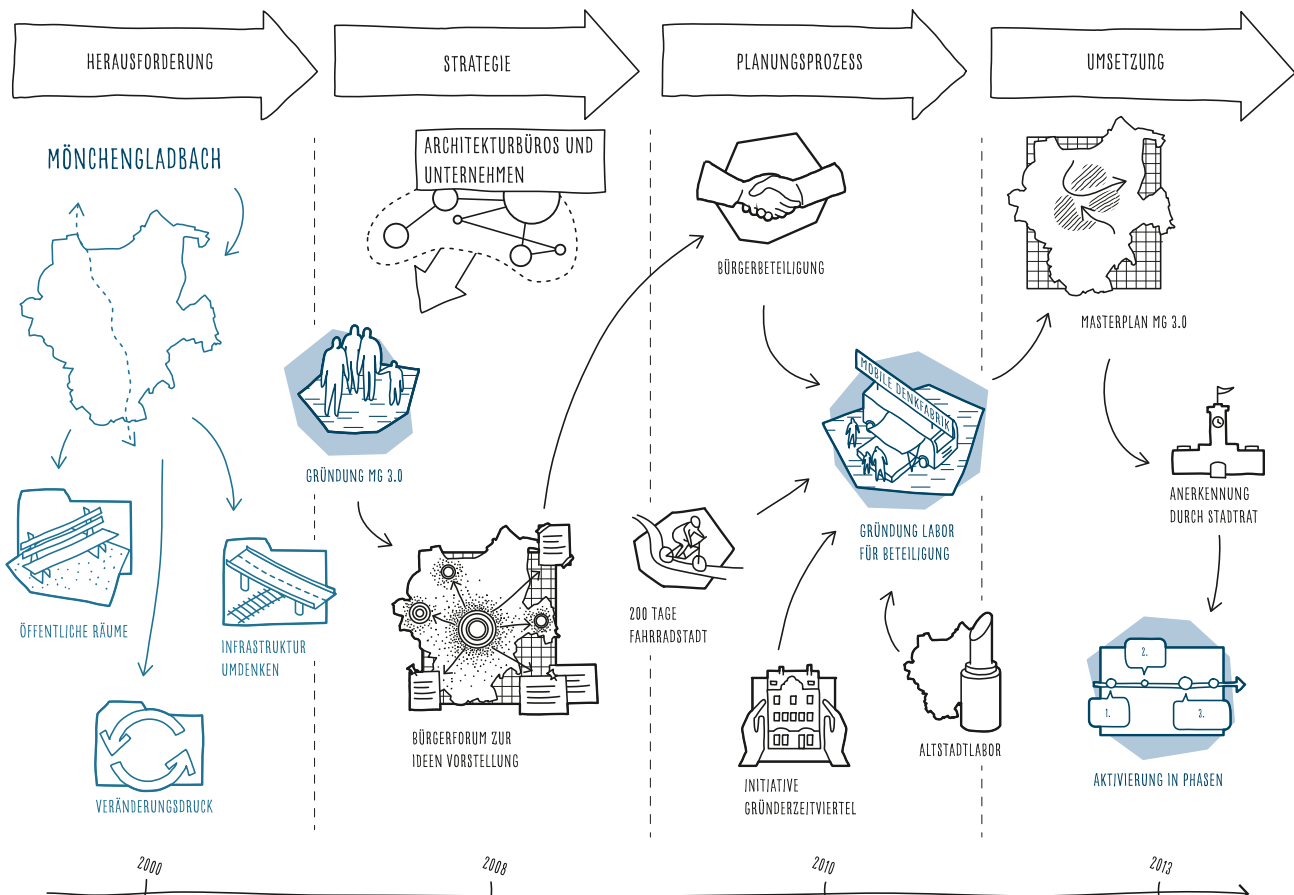 HERAUSFORDERUNG
STRATEGIE
PLANUNGSPROZESS
UMSETZUNG
MÖNCHENGLADBACH
ÖFFENTLICHE RÄUME
INFRASTRUKTUR
UMDENKEN
VERÄNDERUNGSDRUCK
ARCHITEKTURBÜROS UND
UNTERNEHMEN
GRÜNDUNG MG 3.0
BÜRGERFORUM ZUR
IDEEN VORSTELLUNG
BÜRGERBETEILIGUNG
MOBILE DENKFABRIK
GRÜNDUNG LABOR
FÜR BETEILIGUNG
200 TAGE
FAHRRADSTADT
INITIATIVE
GRÜNDERZEITVIERTEL
ALTSTADTLABOR
MASTERPLAN MG 3.0
ANERKENNUNG
DURCH STADTRAT
2.
1.
3.
AKTIVIERUNG IN PHASEN
2000
2008
2010
2013